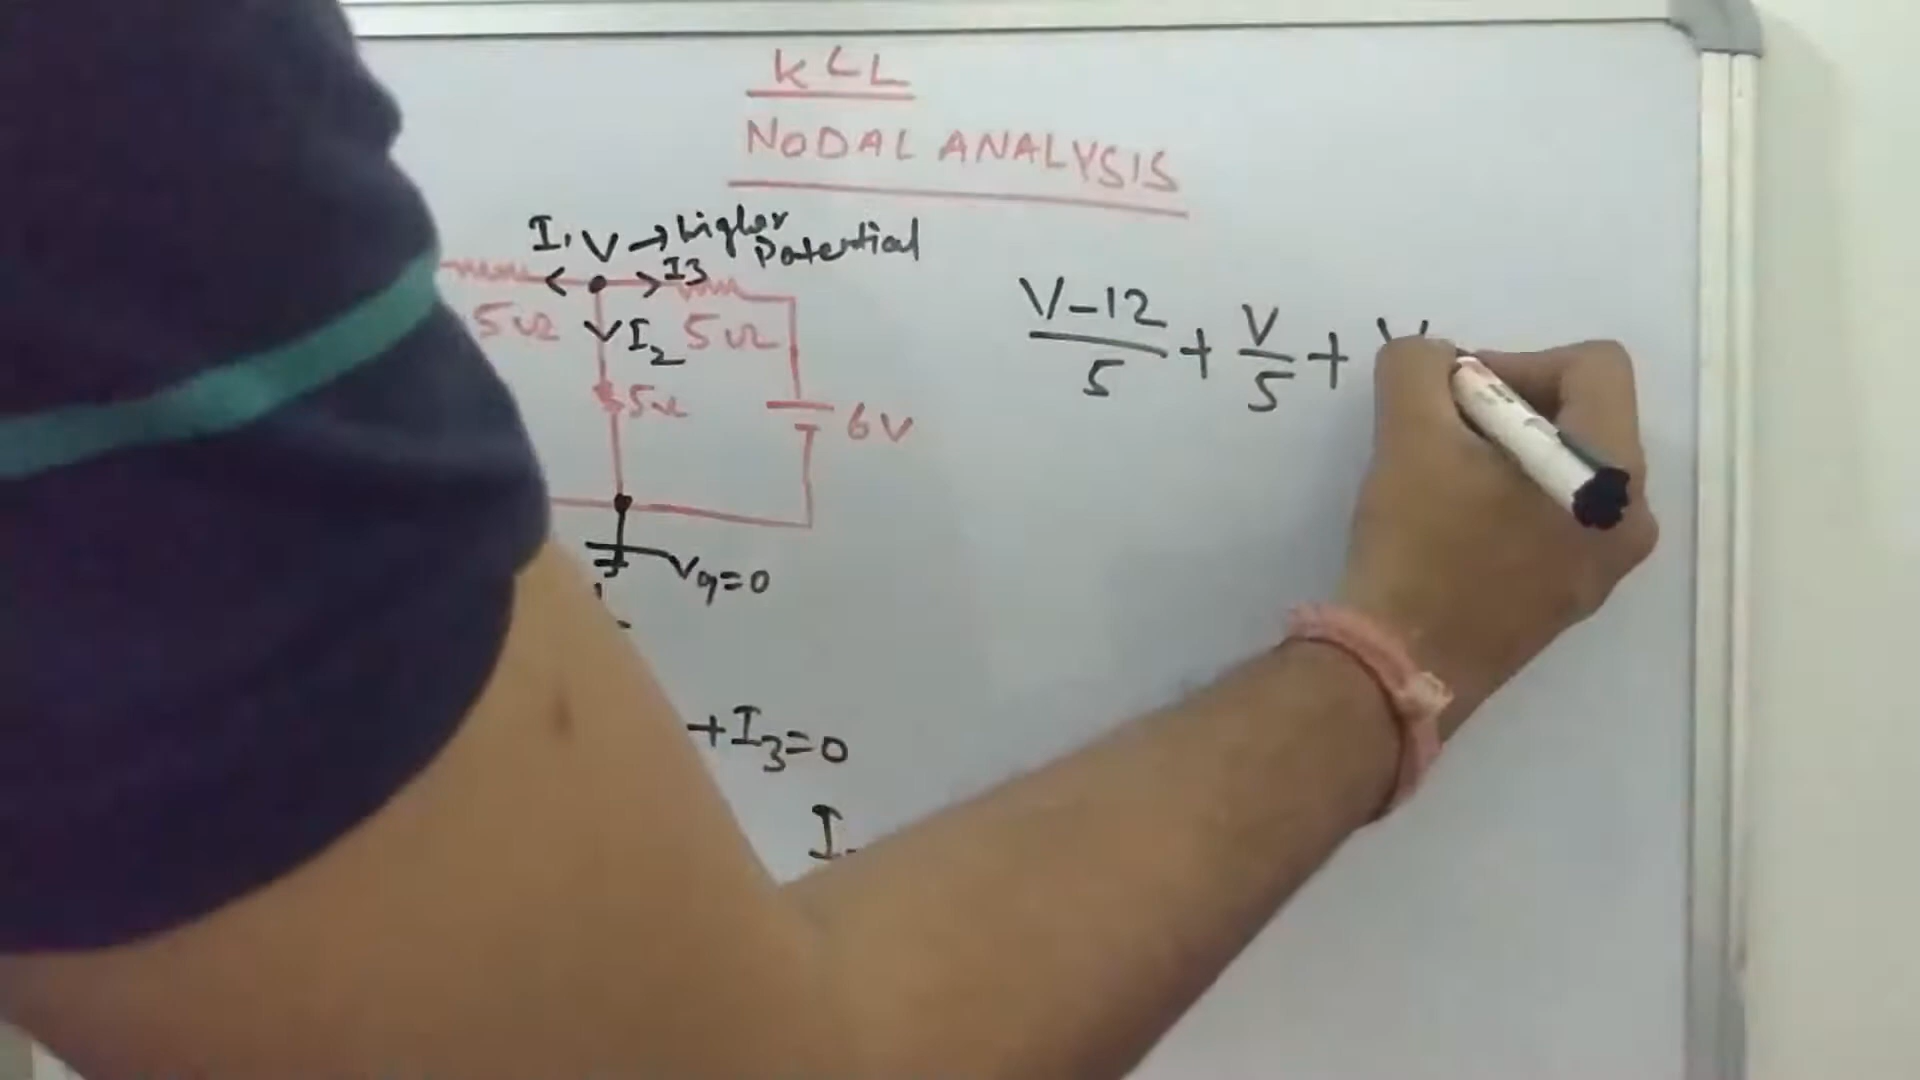 KCL
NODAL ANALYSIS
I1 V → higher
Potential
I3
5Ω
I2
5Ω
5Ω
6V
Vg=0
+I3=0
I
V-12
5
+
V
5
+
V